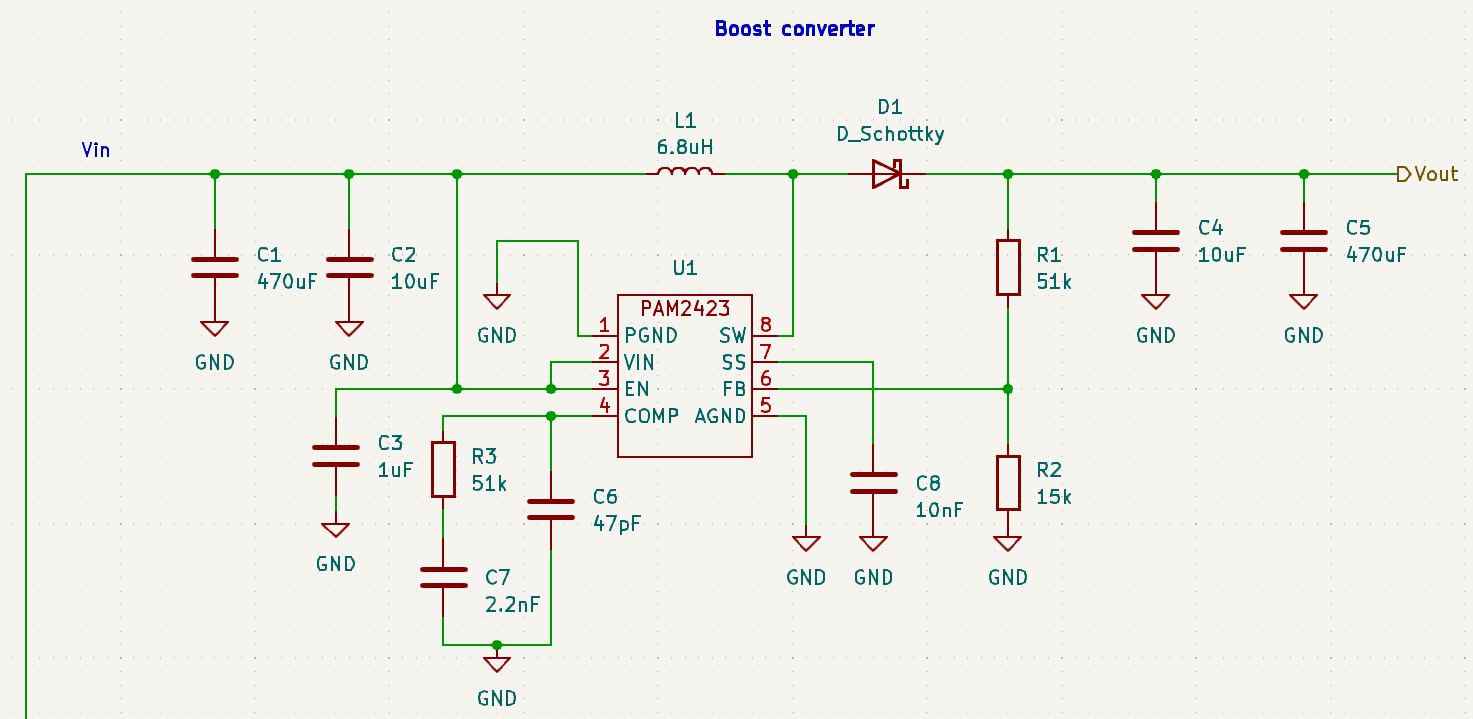 Boost converter
Vin
L1
6.8uH
D1
D_Schottky
Vout
C1
470uF
GND
C2
10uF
GND
GND
U1
PAM2423
1 PGND SW 8
2 VIN SS 7
3 EN FB 6
4 COMP AGND 5
R1
51k
C4
10uF
GND
C5
470uF
GND
C3
1uF
GND
R3
51k
C6
47pF
C7
2.2nF
GND
GND
C8
10nF
GND
R2
15k
GND